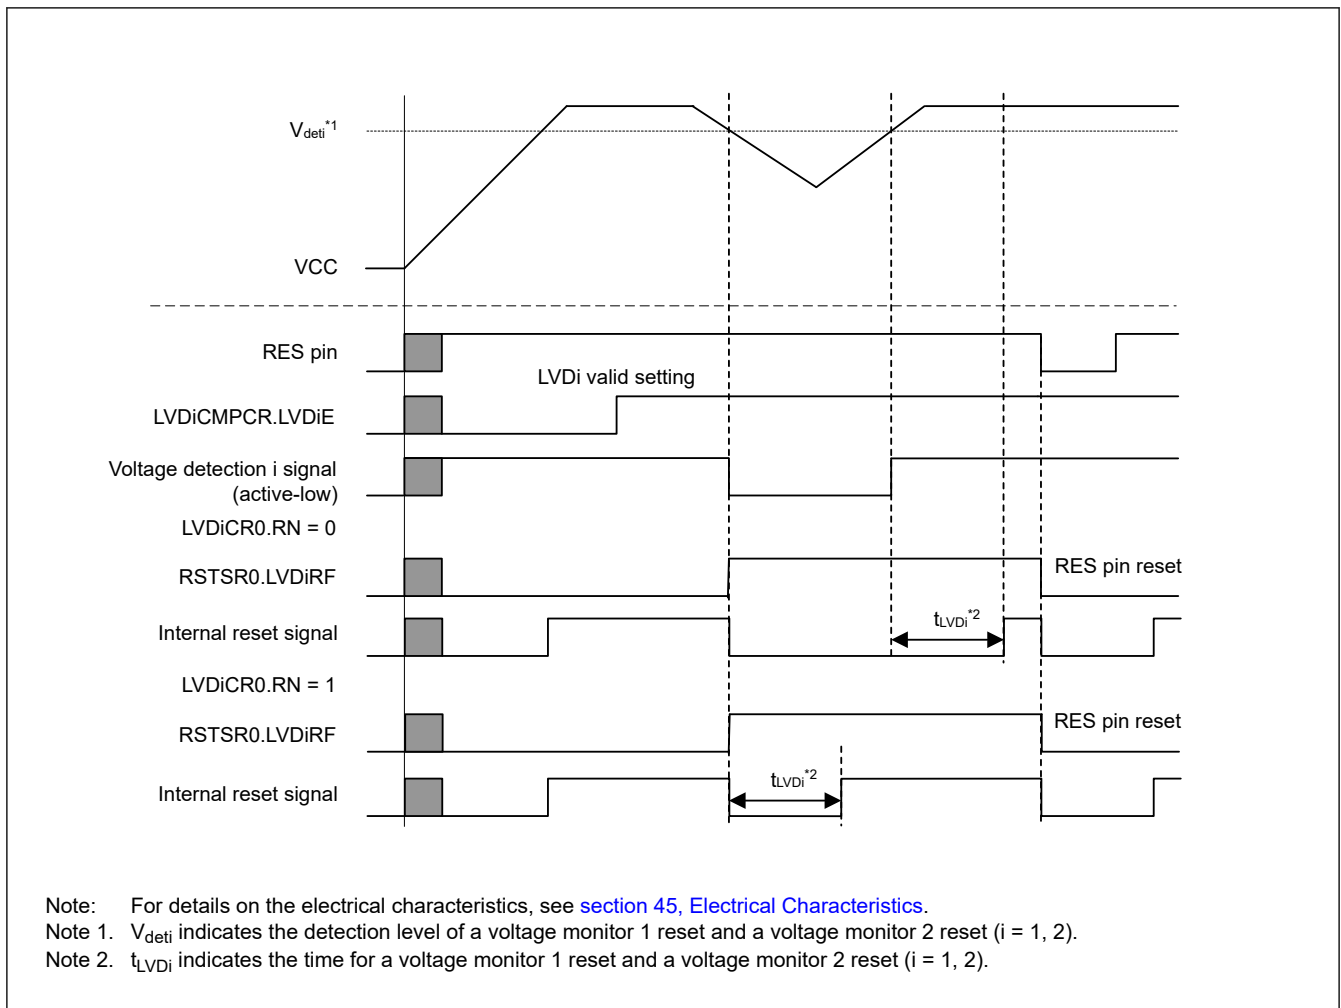 Vdeti*1
VCC
RES pin
LVDi valid setting
LVDiCMPCR.LVDiE
Voltage detection i signal
(active-low)
LVDiCR0.RN = 0
RSTSR0.LVDiRF
RES pin reset
Internal reset signal
tLVDi*2
LVDiCR0.RN = 1
RSTSR0.LVDiRF
RES pin reset
Internal reset signal
tLVDi*2
Note: For details on the electrical characteristics, see section 45, Electrical Characteristics.
Note 1. Vdeti indicates the detection level of a voltage monitor 1 reset and a voltage monitor 2 reset (i = 1, 2).
Note 2. tLVDi indicates the time for a voltage monitor 1 reset and a voltage monitor 2 reset (i = 1, 2).